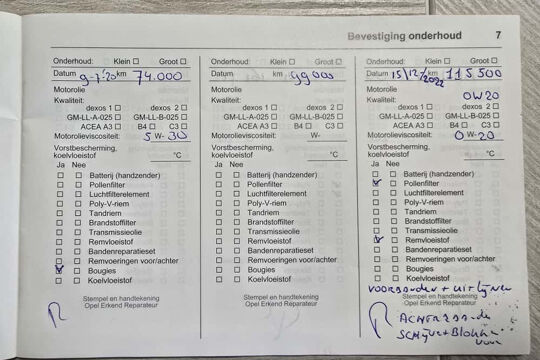 Bevestiging onderhoud 7
Onderhoud: Klein ☐ Groot ☐
Datum 9-1-'20 km 74.000
Motorolie
Kwaliteit:
dexos 1 ☐ dexos 2 ☐
GM-LL-A-025 ☐ GM-LL-B-025 ☐
ACEA A3 ☐ B4 ☐ C3 ☐
Motorolieviscositeit: 5 W- 30
Vorstbescherming,
koelvloeistof °C
Ja Nee
☐ ☐ Batterij (handzender)
☐ ☐ Pollenfilter
☐ ☐ Luchtfilterelement
☐ ☐ Poly-V-riem
☐ ☐ Tandriem
☐ ☐ Brandstoffilter
☐ ☐ Transmissieolie
☐ ☐ Remvloeistof
☐ ☐ Bandenreparatieset
☐ ☐ Remvoeringen voor/achter
☑ ☐ Bougies
☐ ☐ Koelvloeistof
Stempel en handtekening
Opel Erkend Reparateur
Onderhoud: Klein ☐ Groot ☐
Datum km 99000
Motorolie
Kwaliteit:
dexos 1 ☐ dexos 2 ☐
GM-LL-A-025 ☐ GM-LL-B-025 ☐
ACEA A3 ☐ B4 ☐ C3 ☐
Motorolieviscositeit: W-
Vorstbescherming,
koelvloeistof °C
Ja Nee
☐ ☐ Batterij (handzender)
☐ ☐ Pollenfilter
☐ ☐ Luchtfilterelement
☐ ☐ Poly-V-riem
☐ ☐ Tandriem
☐ ☐ Brandstoffilter
☐ ☐ Transmissieolie
☐ ☐ Remvloeistof
☐ ☐ Bandenreparatieset
☐ ☐ Remvoeringen voor/achter
☐ ☐ Bougies
☐ ☐ Koelvloeistof
Stempel en handtekening
Opel Erkend Reparateur
Onderhoud: Klein ☐ Groot ☐
Datum 15/12/2022 km 115500
Motorolie
Kwaliteit: 0W20
dexos 1 ☐ dexos 2 ☐
GM-LL-A-025 ☐ GM-LL-B-025 ☐
ACEA A3 ☐ B4 ☐ C3 ☐
Motorolieviscositeit: 0 W- 20
Vorstbescherming,
koelvloeistof °C
Ja Nee
☐ ☐ Batterij (handzender)
☑ ☐ Pollenfilter
☐ ☐ Luchtfilterelement
☐ ☐ Poly-V-riem
☐ ☐ Tandriem
☐ ☐ Brandstoffilter
☐ ☐ Transmissieolie
☑ ☐ Remvloeistof
☐ ☐ Bandenreparatieset
☐ ☐ Remvoeringen voor/achter
☐ ☐ Bougies
☐ ☐ Koelvloeistof
+ uitlijnen
Stempel en handtekening
Opel Erkend Reparateur